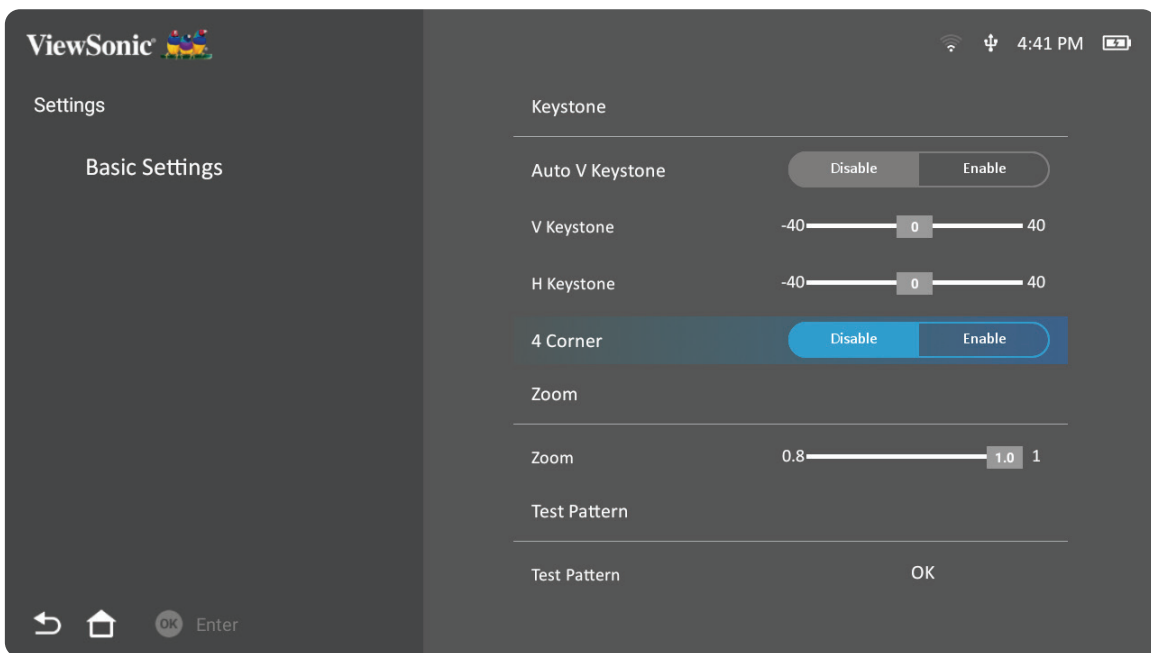 ViewSonic®
4:41 PM
Settings
Basic Settings
Keystone
Auto V Keystone Disable Enable
V Keystone -40 0 40
H Keystone -40 0 40
4 Corner Disable Enable
Zoom
Zoom 0.8 1.0 1
Test Pattern
Test Pattern OK
OK Enter